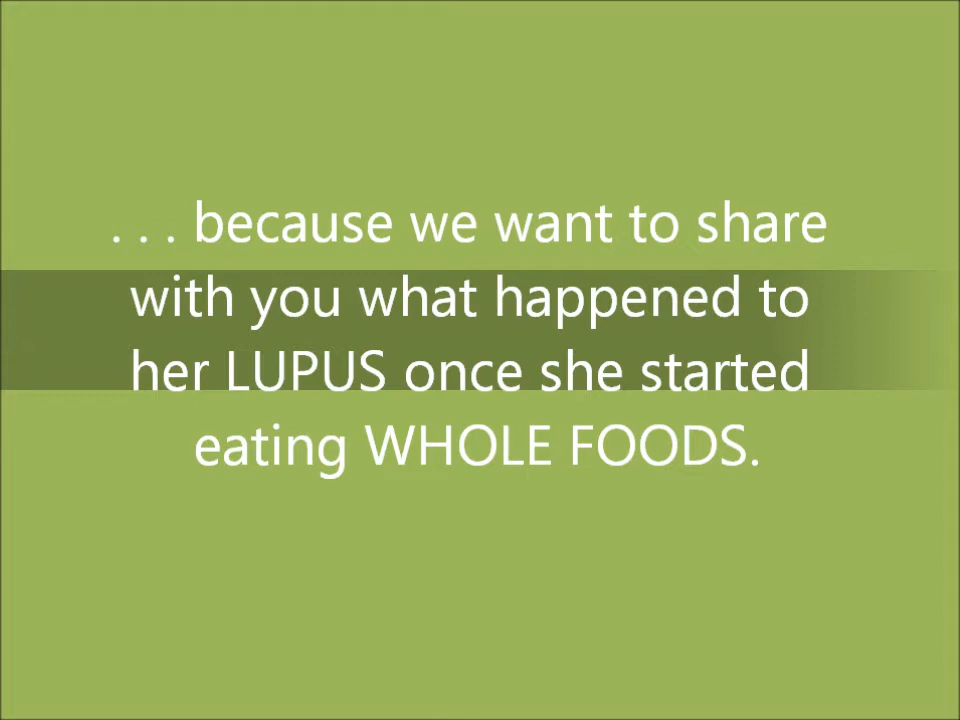 . . . because we want to share
with you what happened to
her LUPUS once she started
eating WHOLE FOODS.